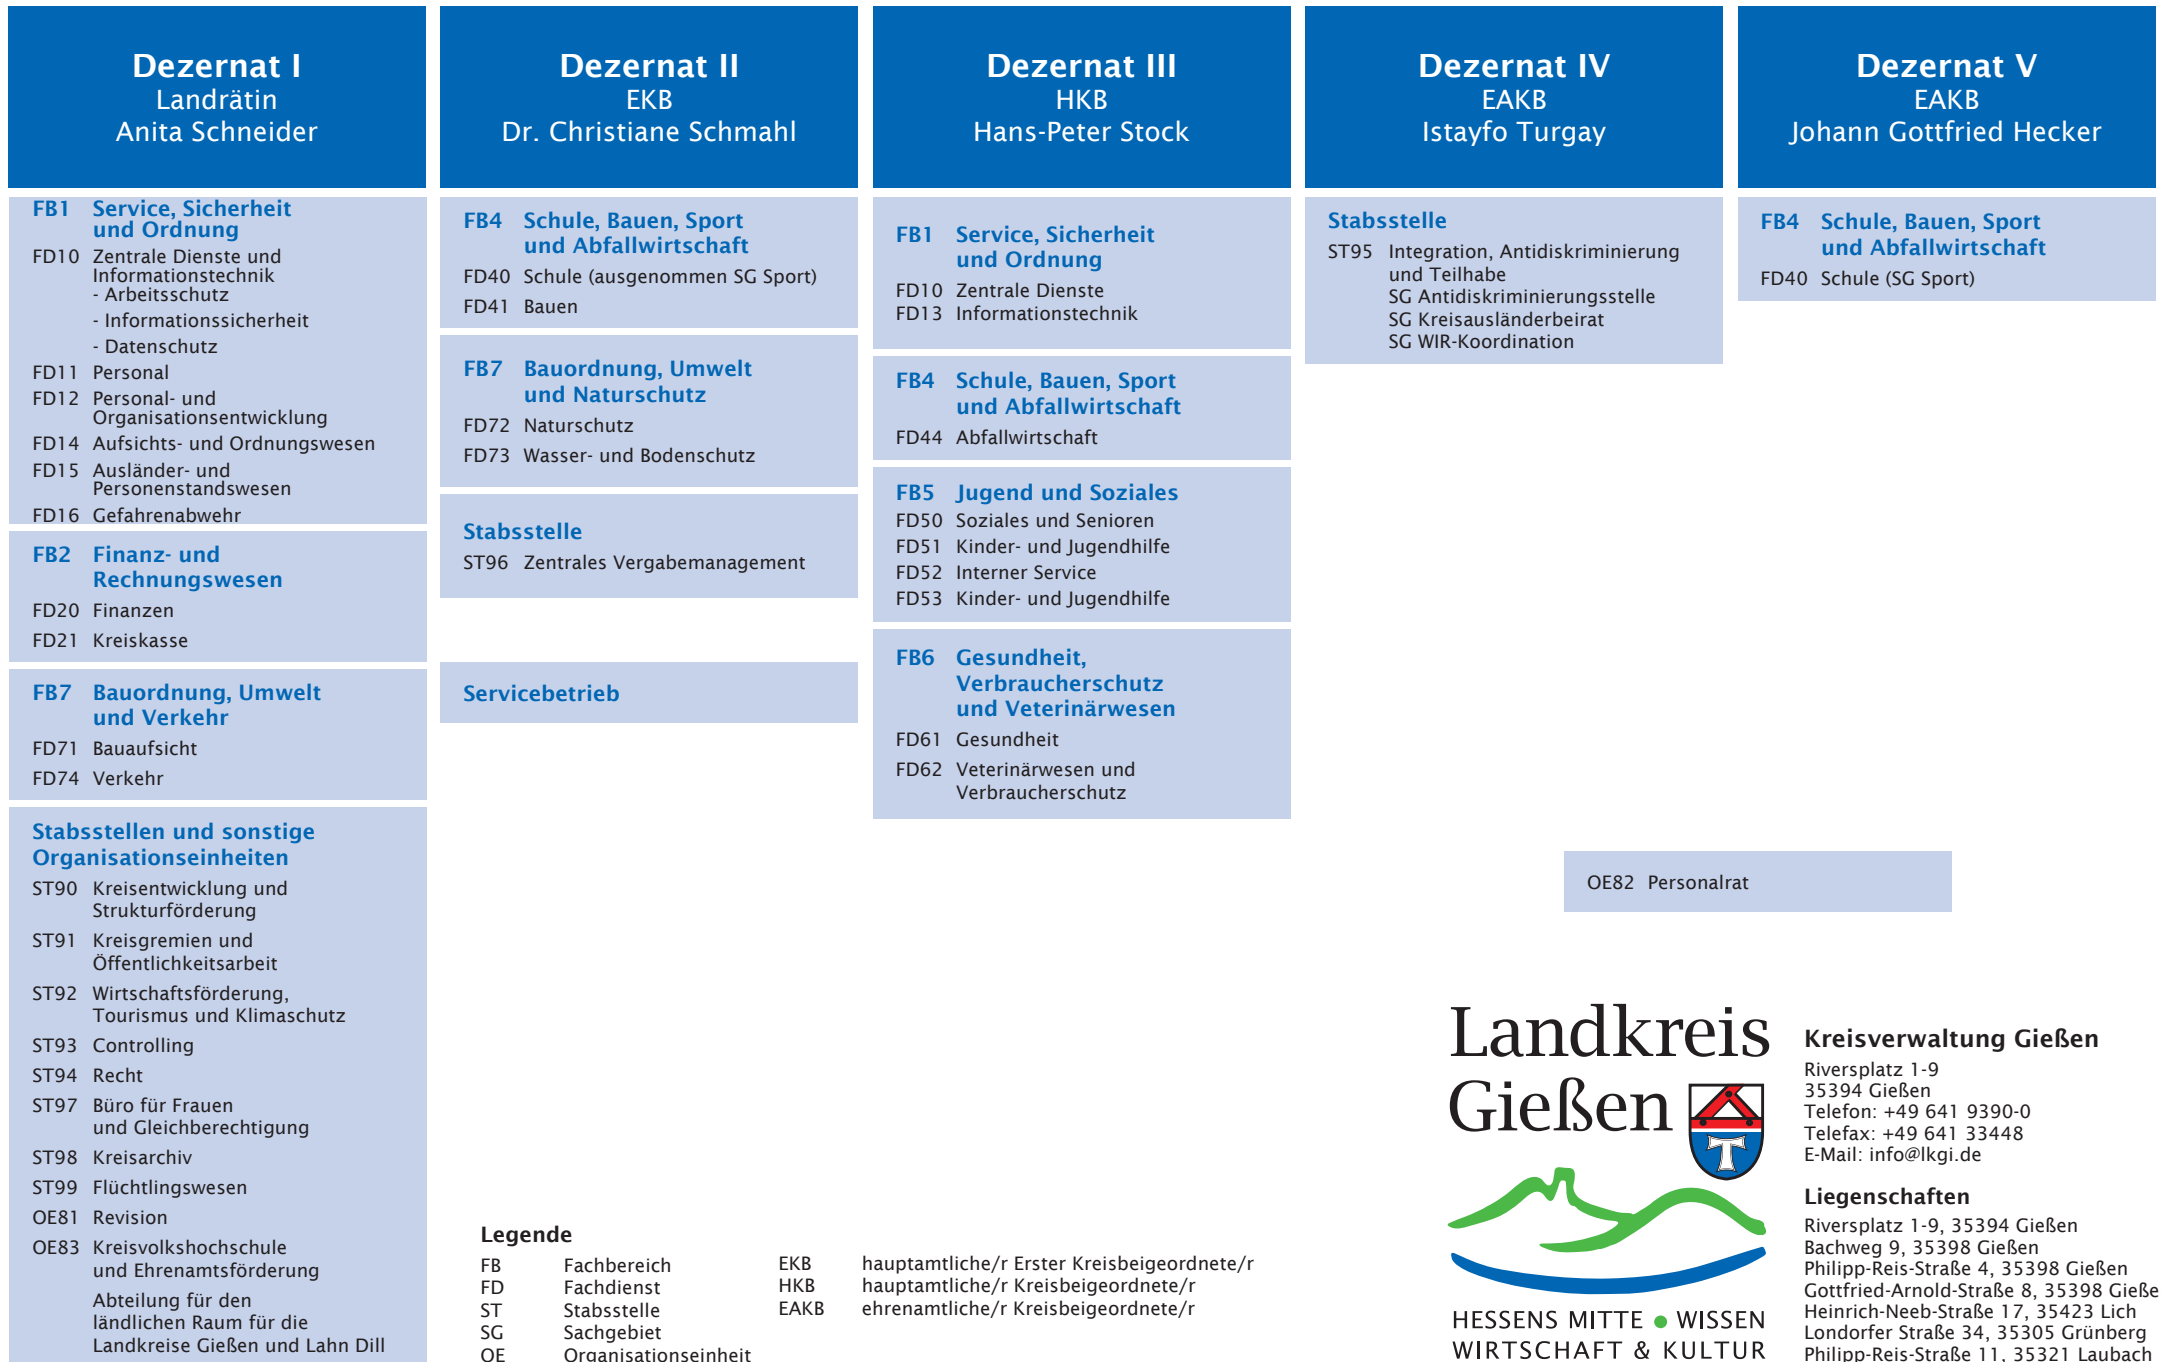 Dezernat I
Landrätin
Anita Schneider
FB1 Service, Sicherheit
und Ordnung
FD10 Zentrale Dienste und
Informationstechnik
- Arbeitsschutz
- Informationssicherheit
- Datenschutz
FD11 Personal
FD12 Personal- und
Organisationsentwicklung
FD14 Aufsichts- und Ordnungswesen
FD15 Ausländer- und
Personenstandswesen
FD16 Gefahrenabwehr
FB2 Finanz- und
Rechnungswesen
FD20 Finanzen
FD21 Kreiskasse
FB7 Bauordnung, Umwelt
und Verkehr
FD71 Bauaufsicht
FD74 Verkehr
Stabsstellen und sonstige
Organisationseinheiten
ST90 Kreisentwicklung und
Strukturförderung
ST91 Kreisgremien und
Öffentlichkeitsarbeit
ST92 Wirtschaftsförderung,
Tourismus und Klimaschutz
ST93 Controlling
ST94 Recht
ST97 Büro für Frauen
und Gleichberechtigung
ST98 Kreisarchiv
ST99 Flüchtlingswesen
OE81 Revision
OE83 Kreisvolkshochschule
und Ehrenamtsförderung
Abteilung für den
ländlichen Raum für die
Landkreise Gießen und Lahn Dill
Dezernat II
EKB
Dr. Christiane Schmahl
FB4 Schule, Bauen, Sport
und Abfallwirtschaft
FD40 Schule (ausgenommen SG Sport)
FD41 Bauen
FB7 Bauordnung, Umwelt
und Naturschutz
FD72 Naturschutz
FD73 Wasser- und Bodenschutz
Stabsstelle
ST96 Zentrales Vergabemanagement
Servicebetrieb
Dezernat III
HKB
Hans-Peter Stock
FB1 Service, Sicherheit
und Ordnung
FD10 Zentrale Dienste
FD13 Informationstechnik
FB4 Schule, Bauen, Sport
und Abfallwirtschaft
FD44 Abfallwirtschaft
FB5 Jugend und Soziales
FD50 Soziales und Senioren
FD51 Kinder- und Jugendhilfe
FD52 Interner Service
FD53 Kinder- und Jugendhilfe
FB6 Gesundheit,
Verbraucherschutz
und Veterinärwesen
FD61 Gesundheit
FD62 Veterinärwesen und
Verbraucherschutz
Dezernat IV
EAKB
Istayfo Turgay
Stabsstelle
ST95 Integration, Antidiskriminierung
und Teilhabe
SG Antidiskriminierungsstelle
SG Kreisausländerbeirat
SG WIR-Koordination
Dezernat V
EAKB
Johann Gottfried Hecker
FB4 Schule, Bauen, Sport
und Abfallwirtschaft
FD40 Schule (SG Sport)
OE82 Personalrat
Legende
FB Fachbereich
FD Fachdienst
ST Stabsstelle
SG Sachgebiet
OE Organisationseinheit
EKB hauptamtliche/r Erster Kreisbeigeordnete/r
HKB hauptamtliche/r Kreisbeigeordnete/r
EAKB ehrenamtliche/r Kreisbeigeordnete/r
Landkreis
Gießen
HESSENS MITTE • WISSEN
WIRTSCHAFT & KULTUR
Kreisverwaltung Gießen
Riversplatz 1-9
35394 Gießen
Telefon: +49 641 9390-0
Telefax: +49 641 33448
E-Mail: info@lkgi.de
Liegenschaften
Riversplatz 1-9, 35394 Gießen
Bachweg 9, 35398 Gießen
Philipp-Reis-Straße 4, 35398 Gießen
Gottfried-Arnold-Straße 8, 35398 Gieße
Heinrich-Neeb-Straße 17, 35423 Lich
Londorfer Straße 34, 35305 Grünberg
Philipp-Reis-Straße 11, 35321 Laubach